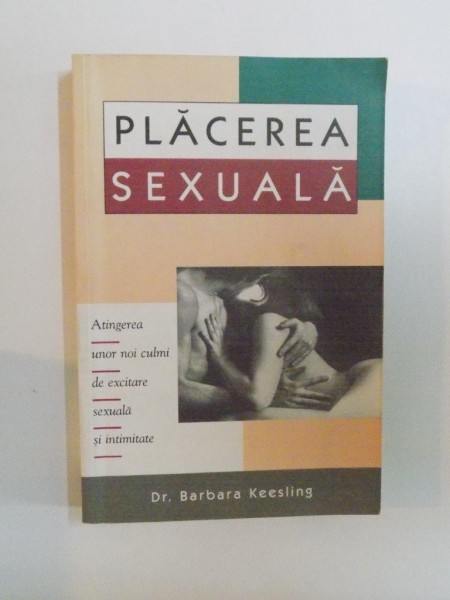 PLĂCEREA
SEXUALĂ
Atingerea
unor noi culmi
de excitare
sexuală
și intimitate
Dr. Barbara Keesling